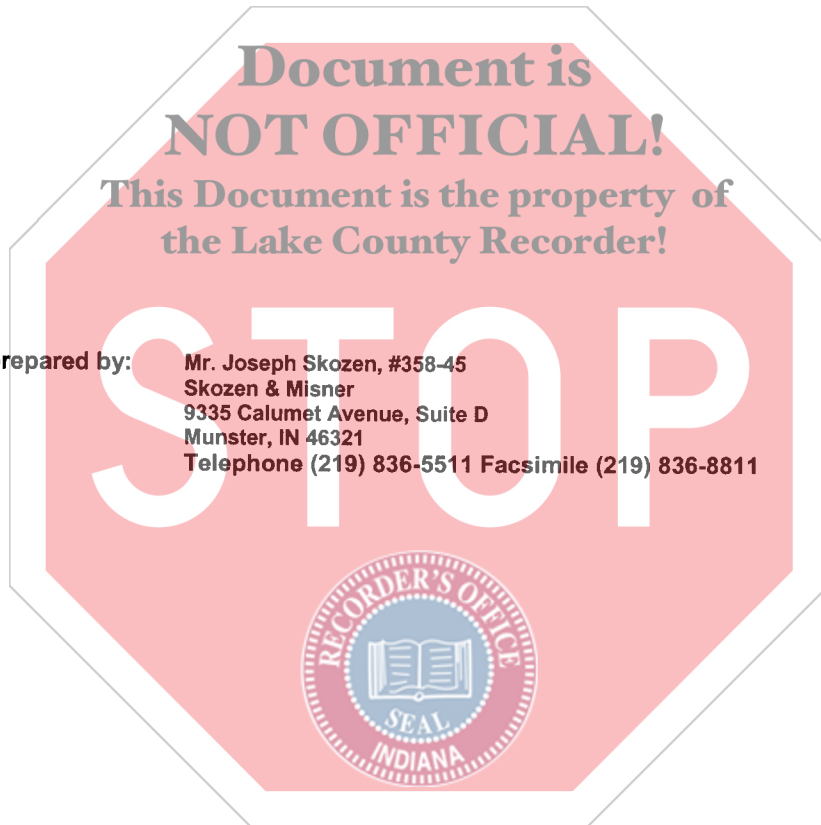 Document is
NOT OFFICIAL!
This Document is the property of
the Lake County Recorder!
STOP
repared by: Mr. Joseph Skozen, #358-45
Skozen & Misner
9335 Calumet Avenue, Suite D
Munster, IN 46321
Telephone (219) 836-5511 Facsimile (219) 836-8811
RECORDER'S OFFICE
SEAL
INDIANA